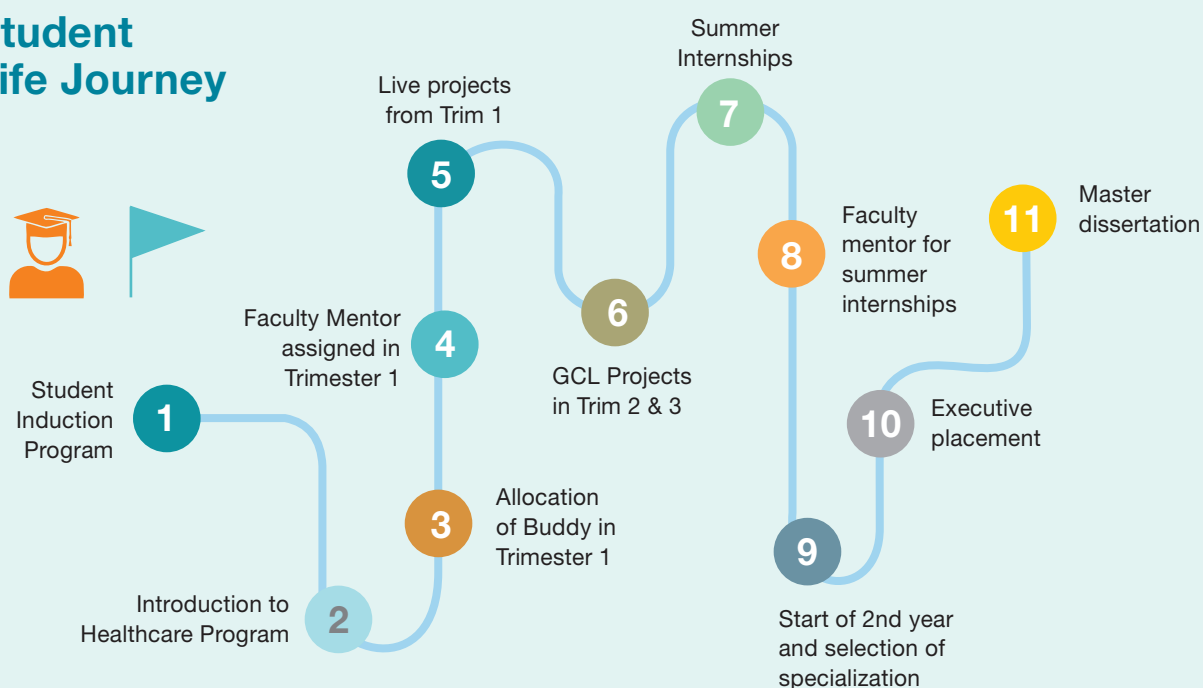 tudent
ife Journey
1
Student
Induction
Program
2
Introduction to
Healthcare Program
3
Allocation
of Buddy in
Trimester 1
4
Faculty Mentor
assigned in
Trimester 1
5
Live projects
from Trim 1
6
GCL Projects
in Trim 2 & 3
7
Summer
Internships
8
Faculty
mentor for
summer
internships
9
Start of 2nd year
and selection of
specialization
10
Executive
placement
11
Master
dissertation